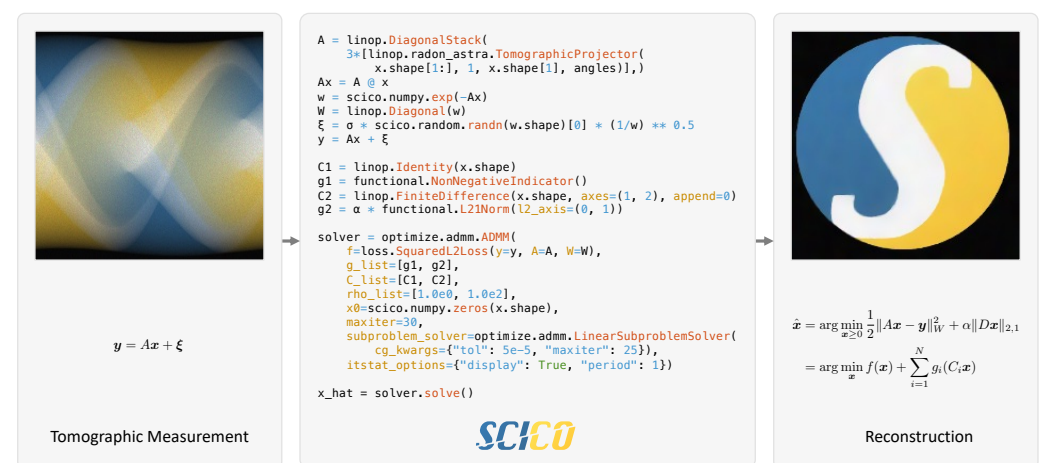 𝒚 = A𝒙 + 𝝃
Tomographic Measurement
A = linop.DiagonalStack(
    3*[linop.radon_astra.TomographicProjector(
        x.shape[1:], 1, x.shape[1], angles)],)
Ax = A @ x
w = scico.numpy.exp(−Ax)
W = linop.Diagonal(w)
ξ = σ * scico.random.randn(w.shape)[0] * (1/w) ** 0.5
y = Ax + ξ
C1 = linop.Identity(x.shape)
g1 = functional.NonNegativeIndicator()
C2 = linop.FiniteDifference(x.shape, axes=(1, 2), append=0)
g2 = α * functional.L21Norm(l2_axis=(0, 1))
solver = optimize.admm.ADMM(
    f=loss.SquaredL2Loss(y=y, A=A, W=W),
    g_list=[g1, g2],
    C_list=[C1, C2],
    rho_list=[1.0e0, 1.0e2],
    x0=scico.numpy.zeros(x.shape),
    maxiter=30,
    subproblem_solver=optimize.admm.LinearSubproblemSolver(
        cg_kwargs={"tol": 5e-5, "maxiter": 25}),
    itstat_options={"display": True, "period": 1})
x_hat = solver.solve()
SCICO
S
x̂ = arg min_{x≥0} 1/2 ‖Ax − y‖²_W + α‖Dx‖_{2,1}
= arg min_x f(x) + ∑_{i=1}^{N} g_i(C_i x)
Reconstruction